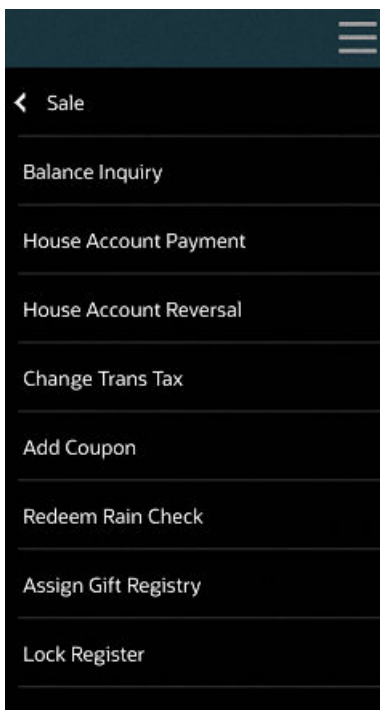 Sale
Balance Inquiry
House Account Payment
House Account Reversal
Change Trans Tax
Add Coupon
Redeem Rain Check
Assign Gift Registry
Lock Register